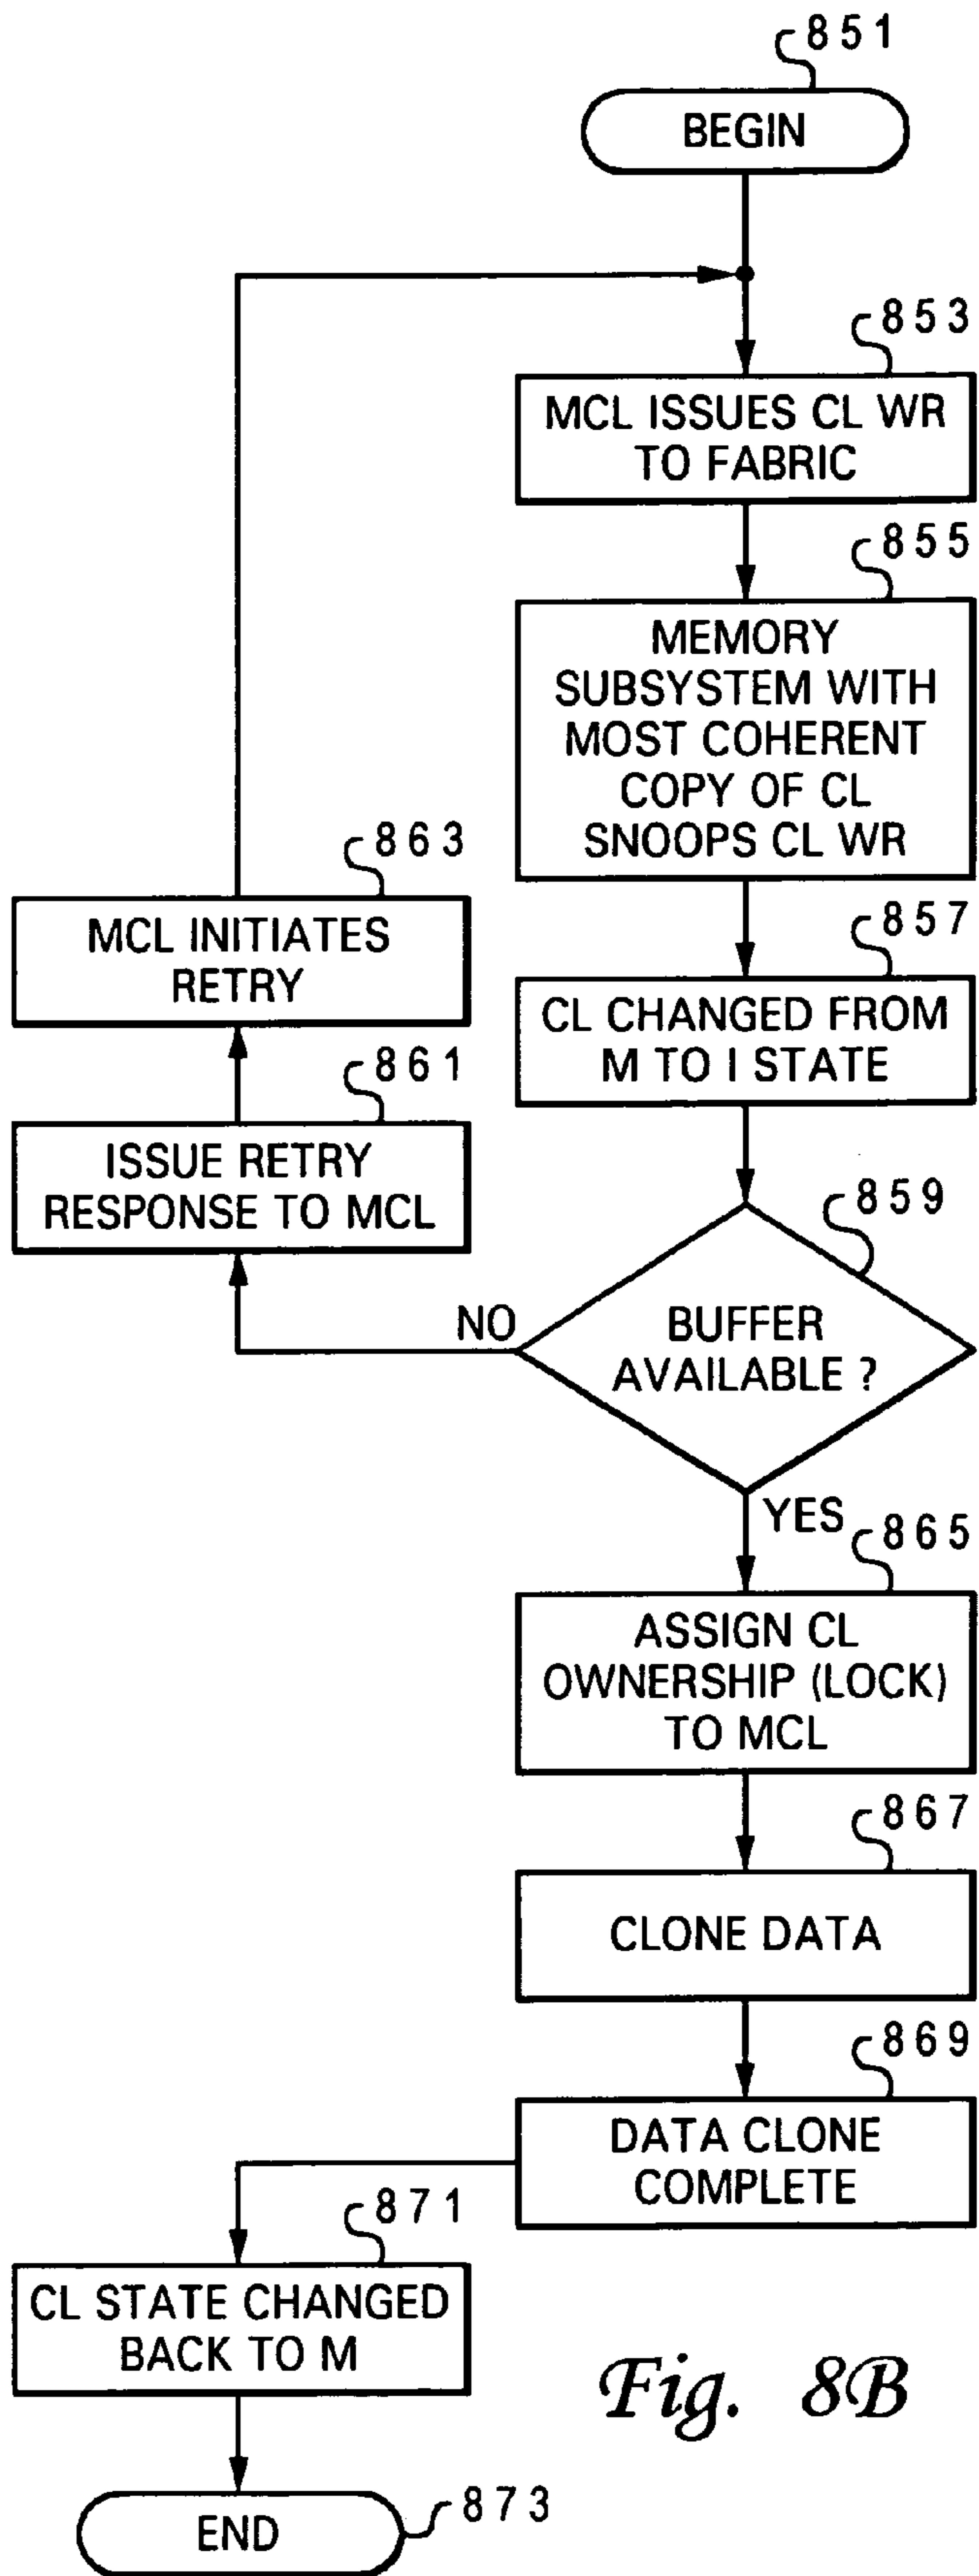 851
BEGIN
853
MCL ISSUES CL WR
TO FABRIC
855
MEMORY
SUBSYSTEM WITH
MOST COHERENT
COPY OF CL
SNOOPS CL WR
863
MCL INITIATES
RETRY
857
CL CHANGED FROM
M TO I STATE
861
ISSUE RETRY
RESPONSE TO MCL
859
NO
BUFFER
AVAILABLE ?
YES
865
ASSIGN CL
OWNERSHIP (LOCK)
TO MCL
867
CLONE DATA
869
DATA CLONE
COMPLETE
871
CL STATE CHANGED
BACK TO M
Fig. 8B
END
873